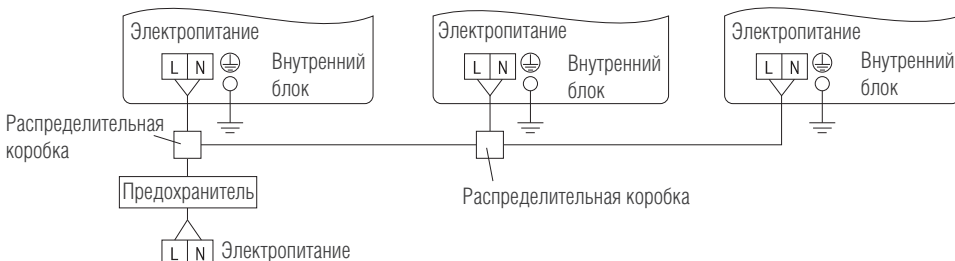 Электропитание
L N
Внутренний
блок
Электропитание
L N
Внутренний
блок
Электропитание
L N
Внутренний
блок
Распределительная
коробка
Распределительная коробка
Предохранитель
L N
Электропитание